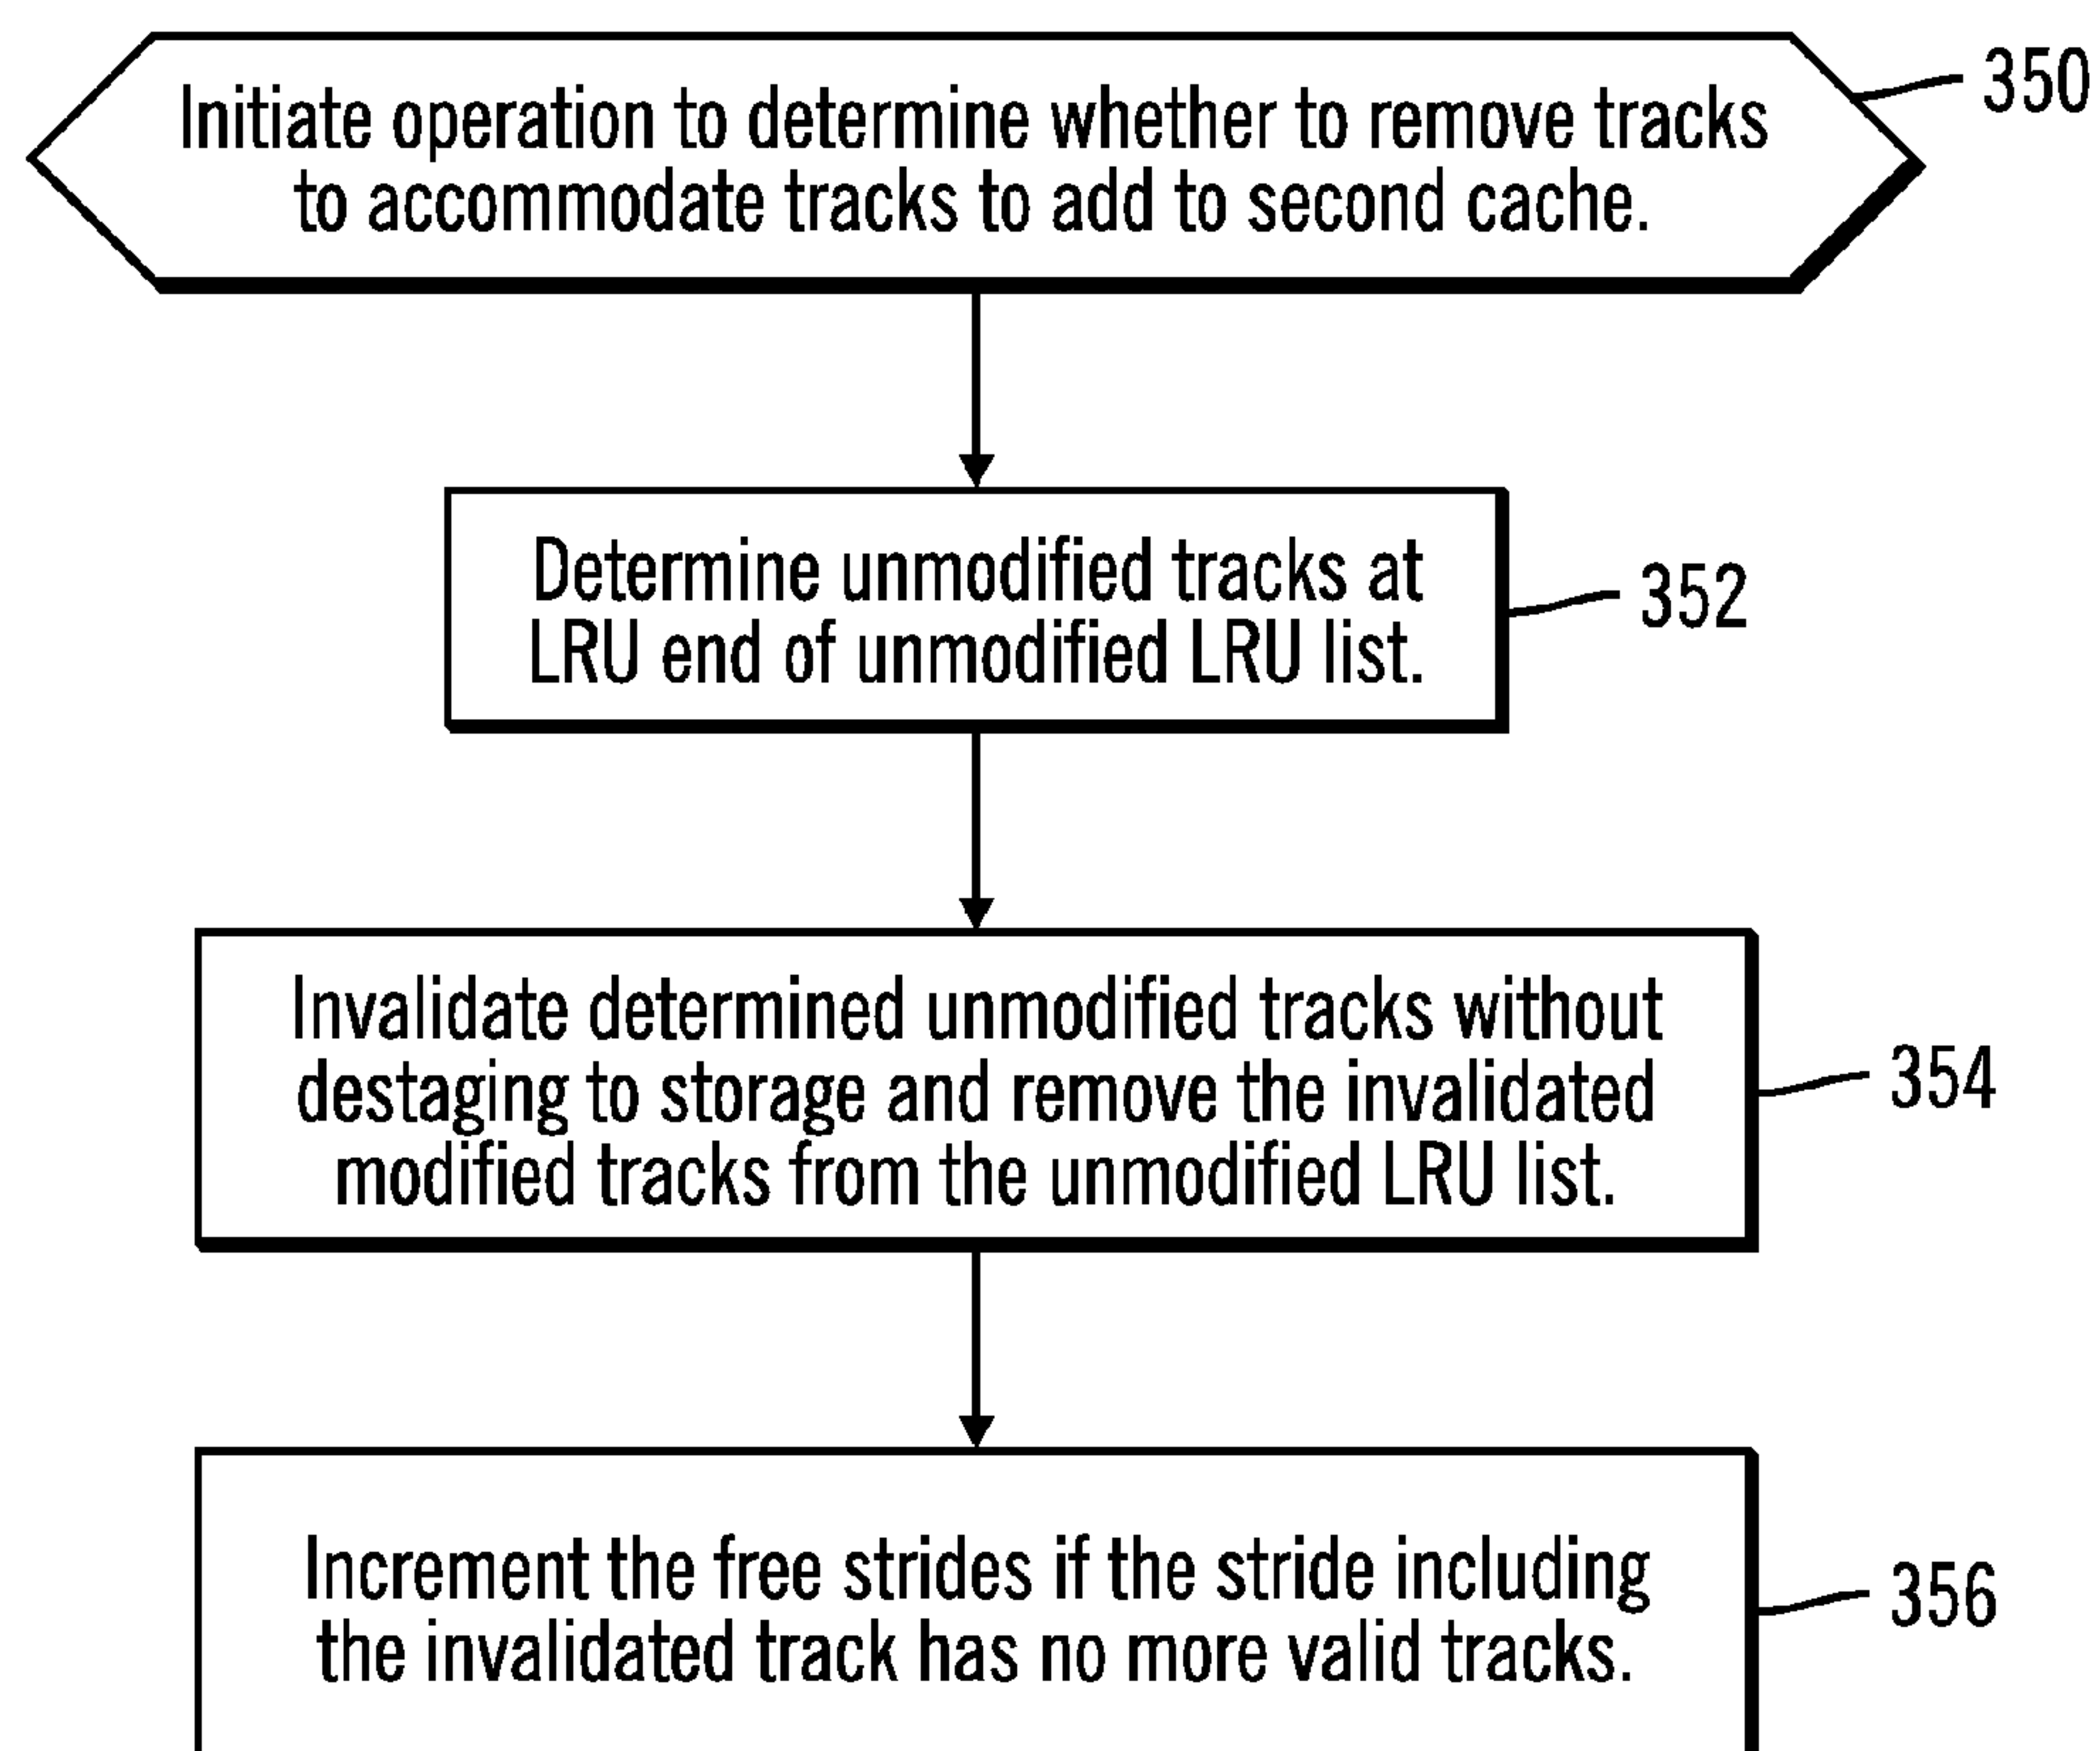 Initiate operation to determine whether to remove tracks
to accommodate tracks to add to second cache.
350
Determine unmodified tracks at
LRU end of unmodified LRU list.
352
Invalidate determined unmodified tracks without
destaging to storage and remove the invalidated
modified tracks from the unmodified LRU list.
354
Increment the free strides if the stride including
the invalidated track has no more valid tracks.
356